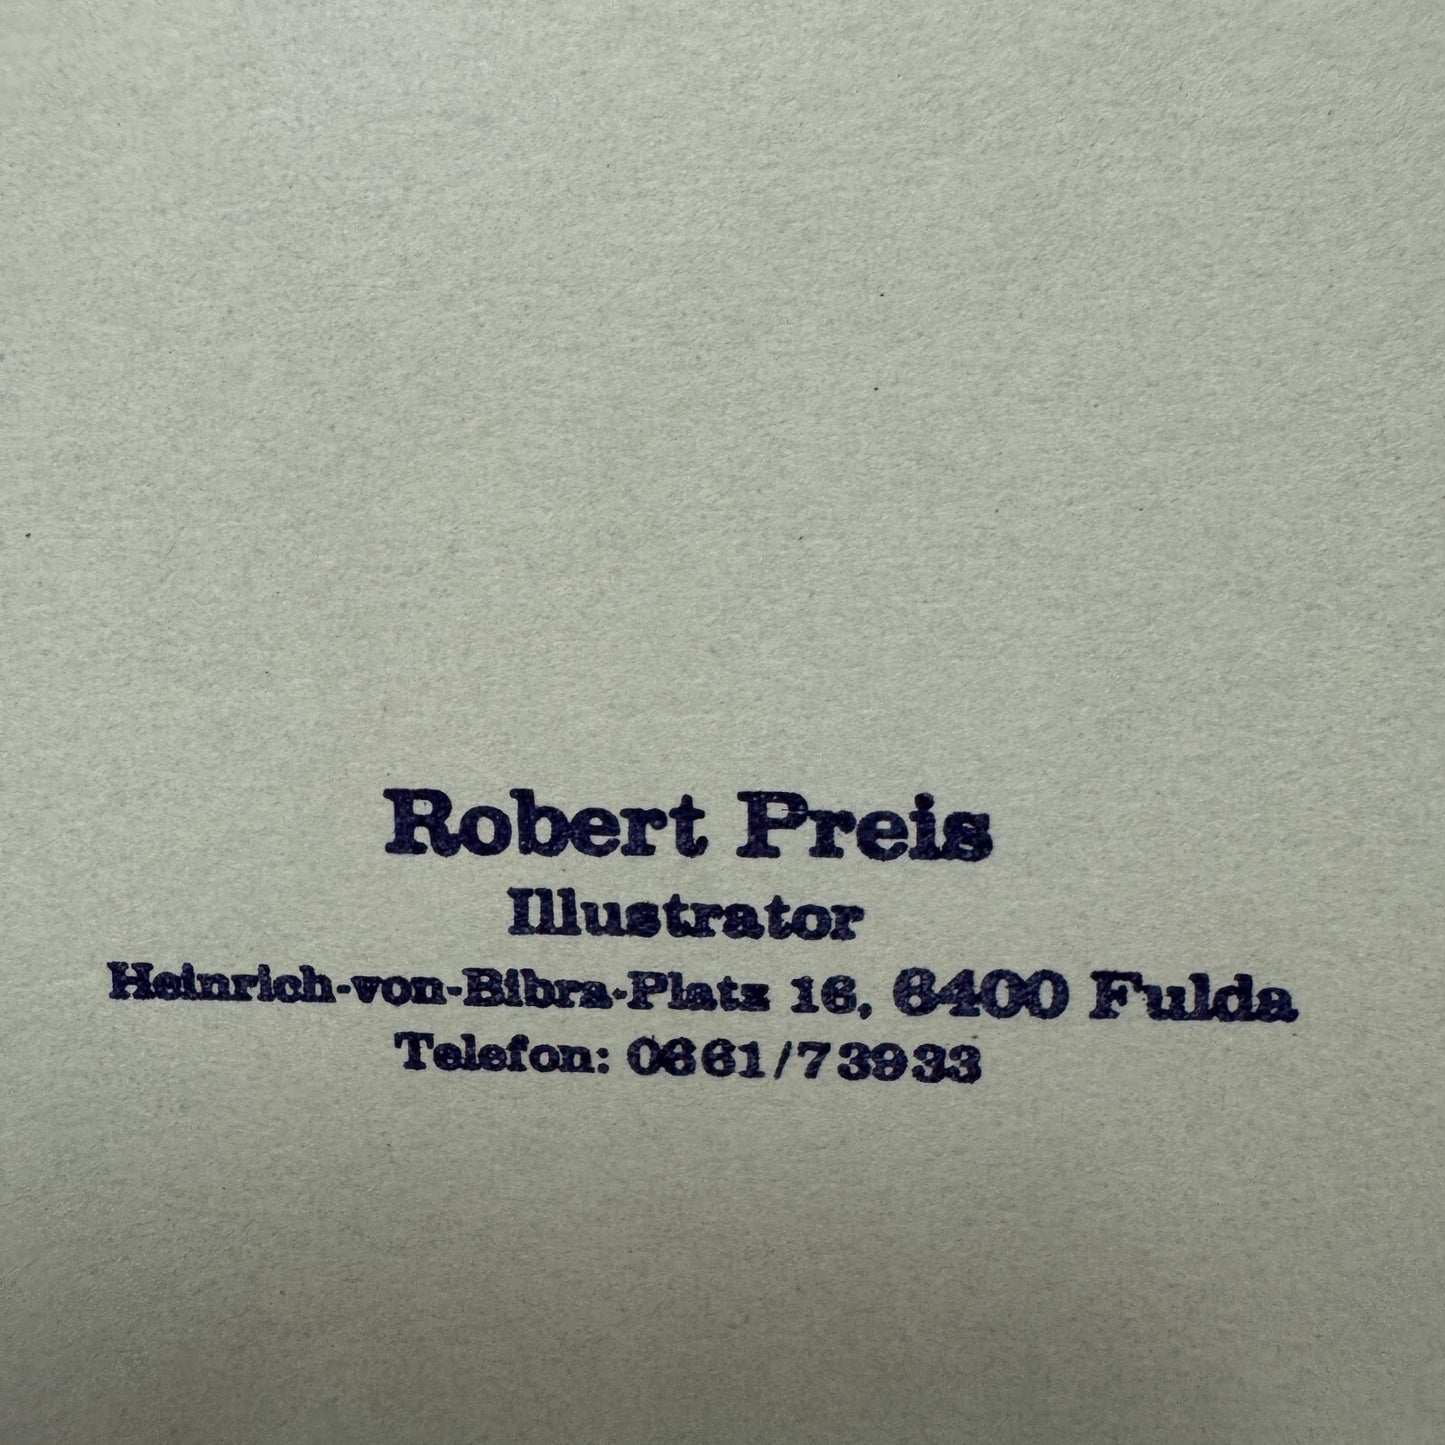 Robert Preis
Illustrator
Heinrich-von-Bibra-Platz 16, 6400 Fulda
Telefon: 0661/73933